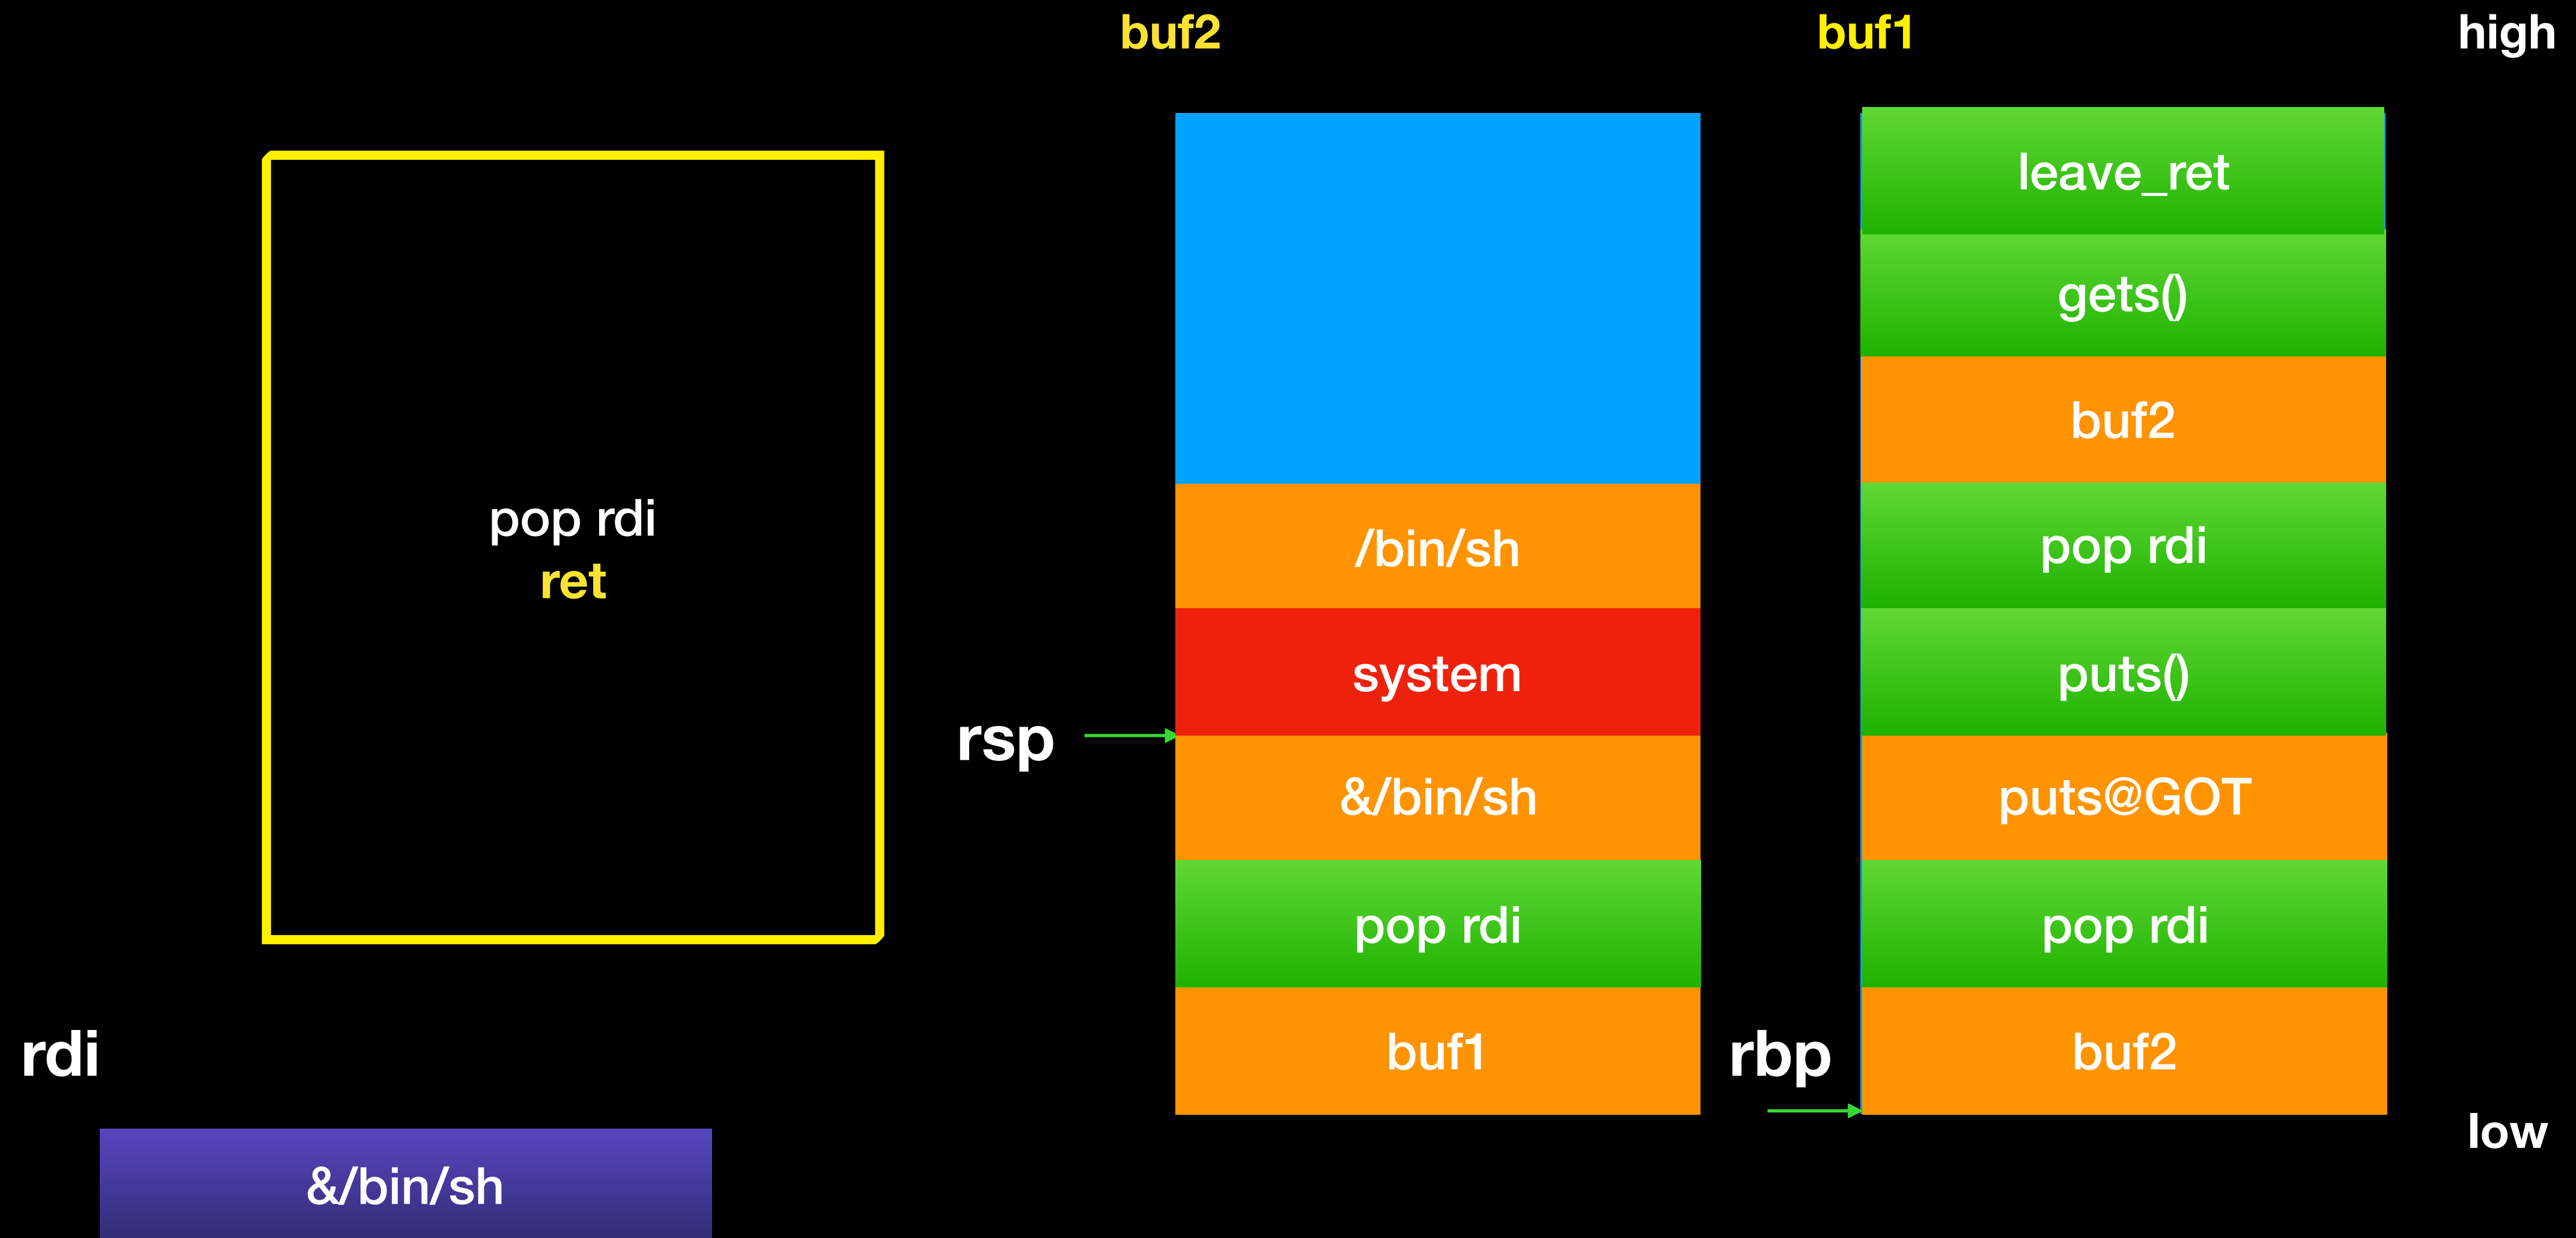 buf2
buf1
high
pop rdi
ret
rdi
&/bin/sh
rsp
/bin/sh
system
&/bin/sh
pop rdi
buf1
rbp
leave_ret
gets()
buf2
pop rdi
puts()
puts@GOT
pop rdi
buf2
low